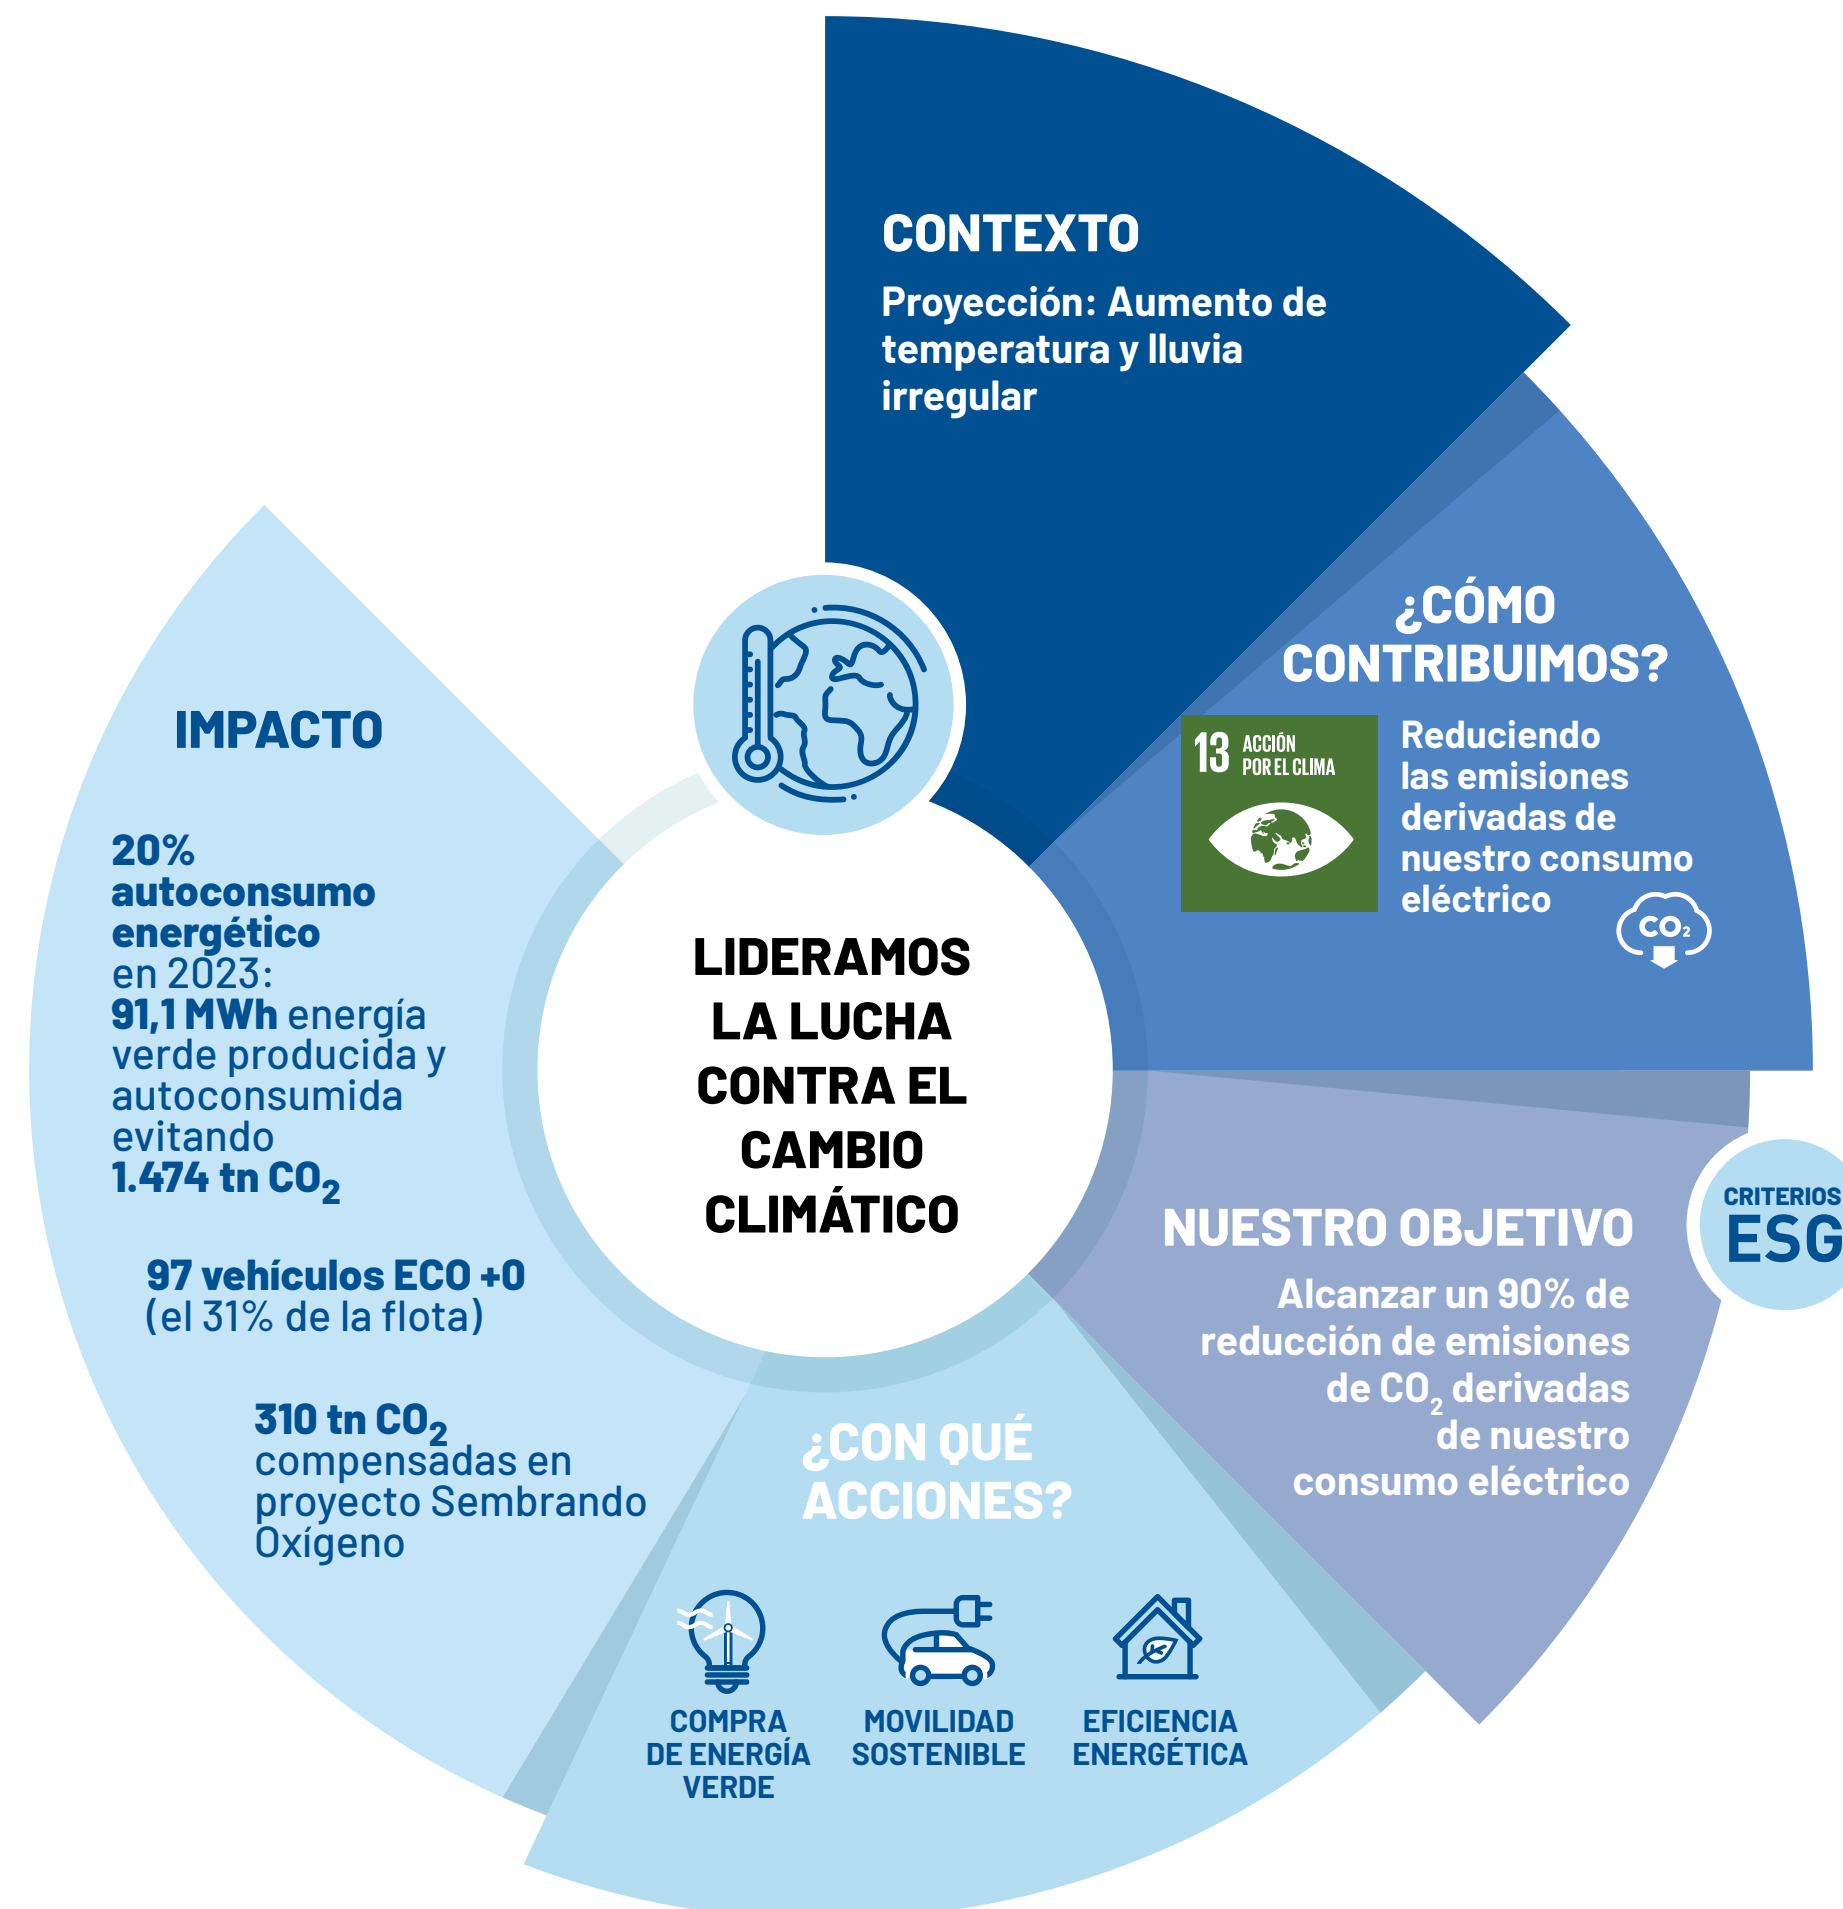 CONTEXTO
Proyección: Aumento de
temperatura y lluvia
irregular
¿CÓMO
CONTRIBUIMOS?
13 ACCIÓN
POR EL CLIMA
Reduciendo
las emisiones
derivadas de
nuestro consumo
eléctrico
CO₂
NUESTRO OBJETIVO
Alcanzar un 90% de
reducción de emisiones
de CO₂ derivadas
de nuestro
consumo eléctrico
CRITERIOS
ESG
¿CON QUÉ
ACCIONES?
COMPRA
DE ENERGÍA
VERDE
MOVILIDAD
SOSTENIBLE
EFICIENCIA
ENERGÉTICA
IMPACTO
20%
autoconsumo
energético
en 2023:
91,1 MWh energía
verde producida y
autoconsumida
evitando
1.474 tn CO₂
97 vehículos ECO +0
(el 31% de la flota)
310 tn CO₂
compensadas en
proyecto Sembrando
Oxígeno
LIDERAMOS
LA LUCHA
CONTRA EL
CAMBIO
CLIMÁTICO